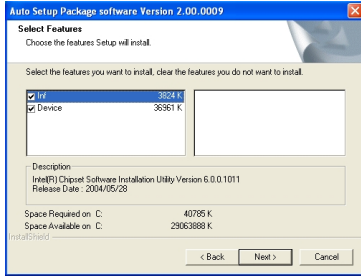 Auto Setup Package software Version 2.00.0009
Select Features
Choose the features Setup will install.
Select the features you want to install, clear the features you do not want to install.
Inf 3824 K
Device 36961 K
Description
Intel(R) Chipset Software Installation Utility Version 6.0.0.1011
Release Date : 2004/05/28
Space Required on C: 40785 K
Space Available on C: 29063888 K
InstallShield
< Back Next > Cancel